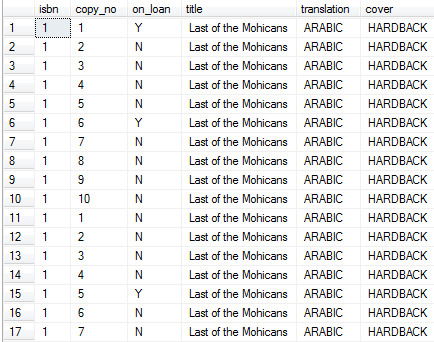 isbn copy_no on_loan title translation cover
1 1 1 Y Last of the Mohicans ARABIC HARDBACK
2 1 2 N Last of the Mohicans ARABIC HARDBACK
3 1 3 N Last of the Mohicans ARABIC HARDBACK
4 1 4 N Last of the Mohicans ARABIC HARDBACK
5 1 5 N Last of the Mohicans ARABIC HARDBACK
6 1 6 Y Last of the Mohicans ARABIC HARDBACK
7 1 7 N Last of the Mohicans ARABIC HARDBACK
8 1 8 N Last of the Mohicans ARABIC HARDBACK
9 1 9 N Last of the Mohicans ARABIC HARDBACK
10 1 10 N Last of the Mohicans ARABIC HARDBACK
11 1 1 N Last of the Mohicans ARABIC HARDBACK
12 1 2 N Last of the Mohicans ARABIC HARDBACK
13 1 3 N Last of the Mohicans ARABIC HARDBACK
14 1 4 N Last of the Mohicans ARABIC HARDBACK
15 1 5 Y Last of the Mohicans ARABIC HARDBACK
16 1 6 N Last of the Mohicans ARABIC HARDBACK
17 1 7 N Last of the Mohicans ARABIC HARDBACK